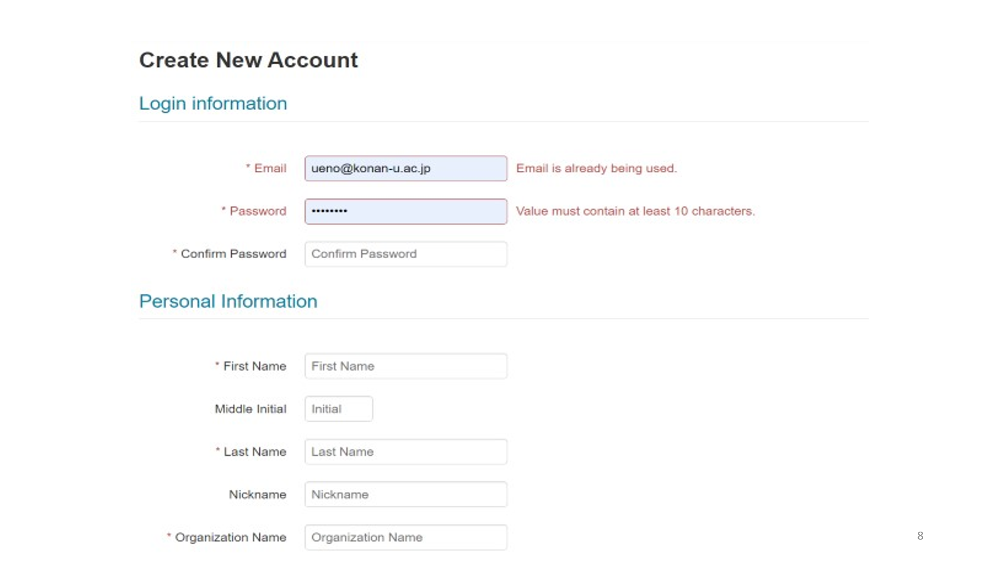 Create New Account
Login information
* Email ueno@konan-u.ac.jp Email is already being used.
* Password •••••••• Value must contain at least 10 characters.
* Confirm Password Confirm Password
Personal Information
* First Name First Name
Middle Initial Initial
* Last Name Last Name
Nickname Nickname
* Organization Name Organization Name
8